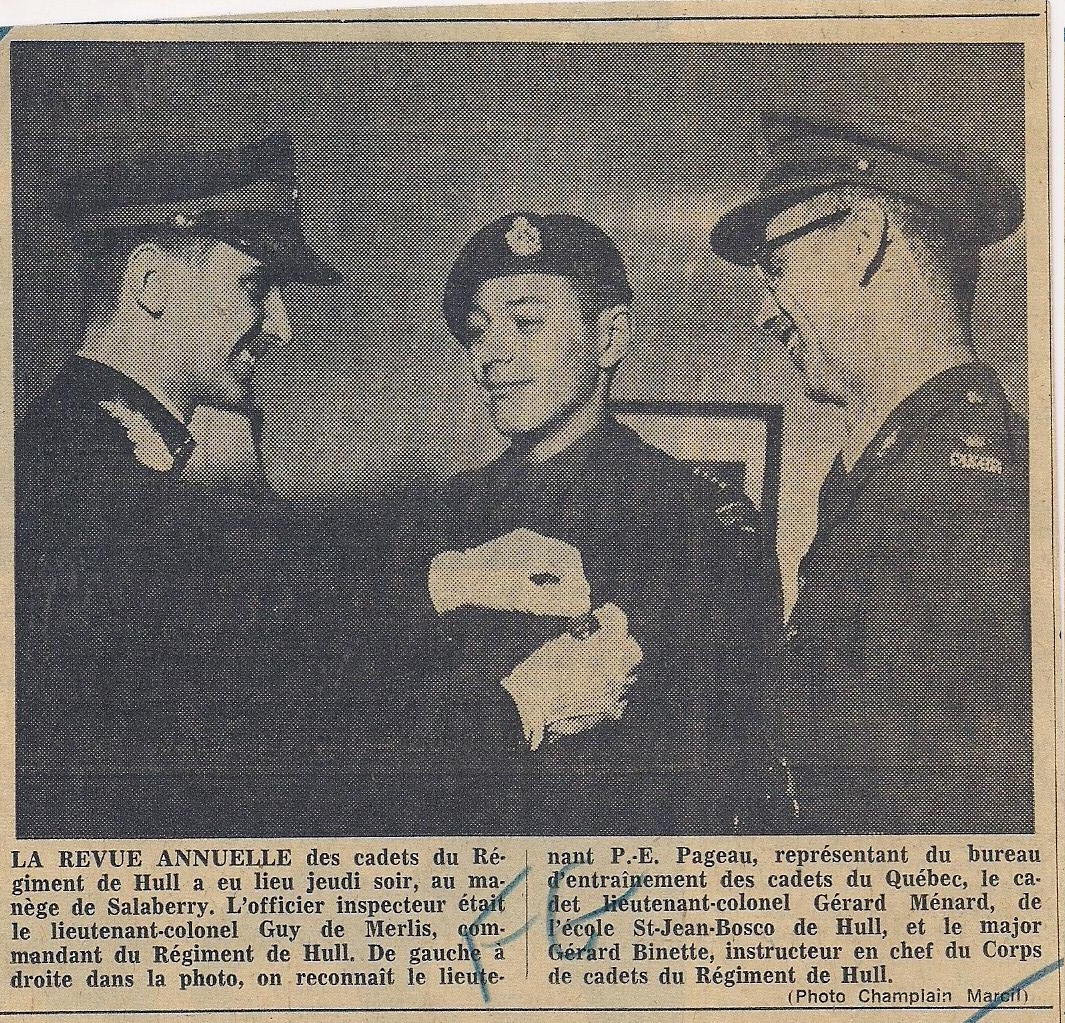 LA REVUE ANNUELLE des cadets du Ré-
giment de Hull a eu lieu jeudi soir, au ma-
nège de Salaberry. L'officier inspecteur était
le lieutenant-colonel Guy de Merlis, com-
mandant du Régiment de Hull. De gauche à
droite dans la photo, on reconnaît le lieute-
nant P.-E. Pageau, représentant du bureau
d'entraînement des cadets du Québec, le ca-
det lieutenant-colonel Gérard Ménard, de
l'école St-Jean-Bosco de Hull, et le major
Gérard Binette, instructeur en chef du Corps
de cadets du Régiment de Hull.
(Photo Champlain Marcil)